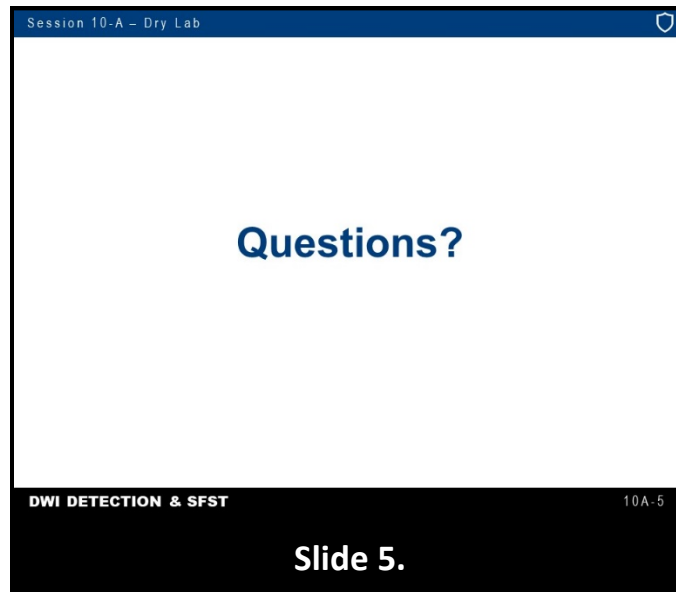 Session 10-A – Dry Lab
Questions?
DWI DETECTION & SFST 10A-5
Slide 5.